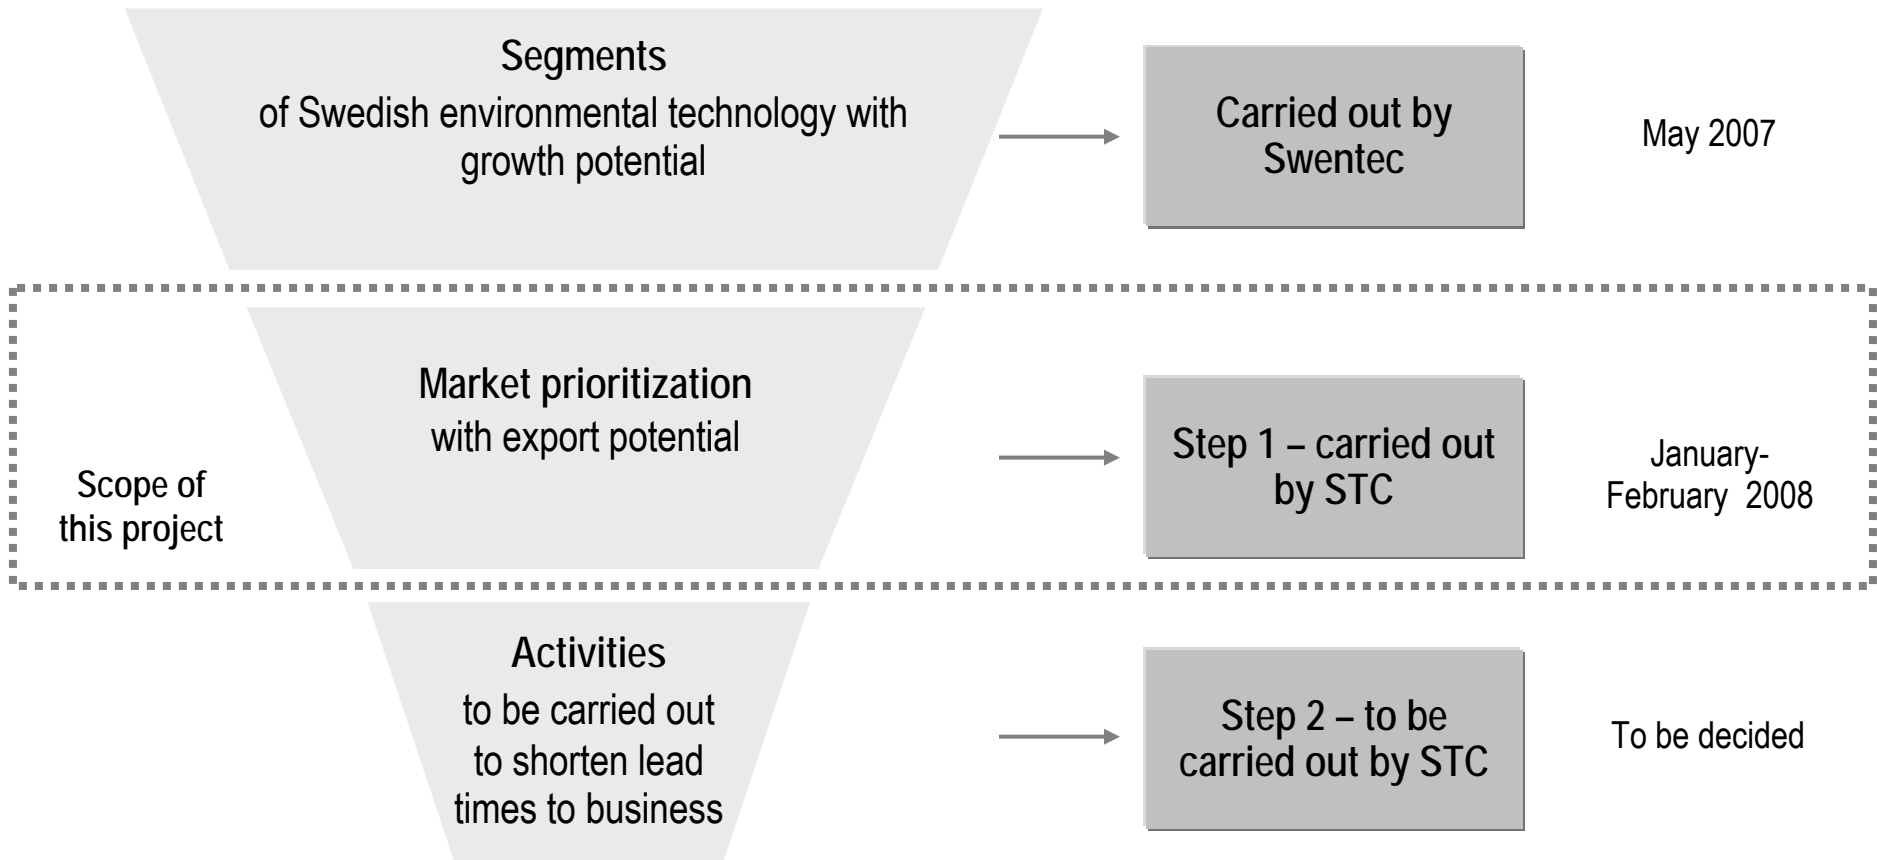 Segments
of Swedish environmental technology with
growth potential
Carried out by
Swentec
May 2007
Scope of
this project
Market prioritization
with export potential
Step 1 – carried out
by STC
January-
February 2008
Activities
to be carried out
to shorten lead
times to business
Step 2 – to be
carried out by STC
To be decided